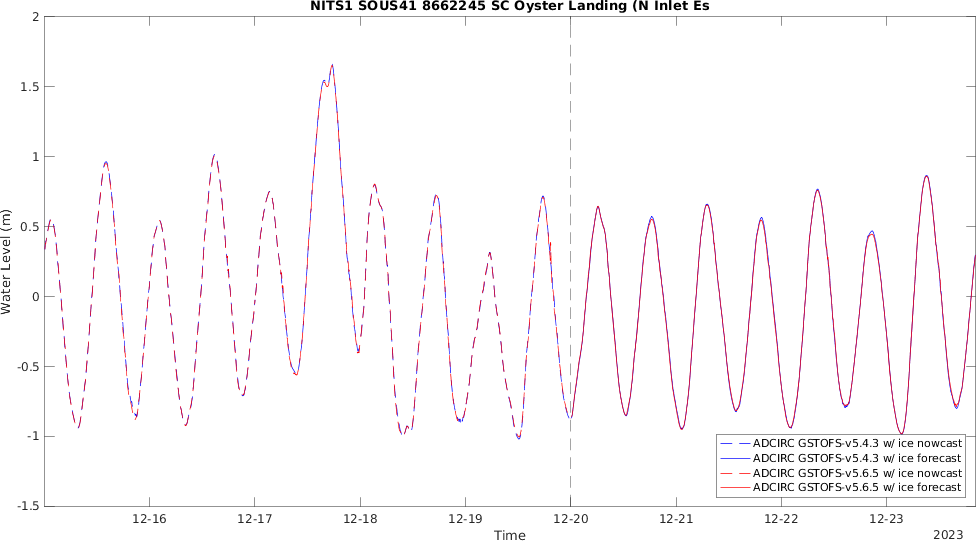 NITS1 SOUS41 8662245 SC Oyster Landing (N Inlet Es
2
1.5
1
0.5
0
-0.5
-1
-1.5
Water Level (m)
12-16 12-17 12-18 12-19 12-20 12-21 12-22 12-23
Time
2023
ADCIRC GSTOFS-v5.4.3 w/ ice nowcast
ADCIRC GSTOFS-v5.4.3 w/ ice forecast
ADCIRC GSTOFS-v5.6.5 w/ ice nowcast
ADCIRC GSTOFS-v5.6.5 w/ ice forecast